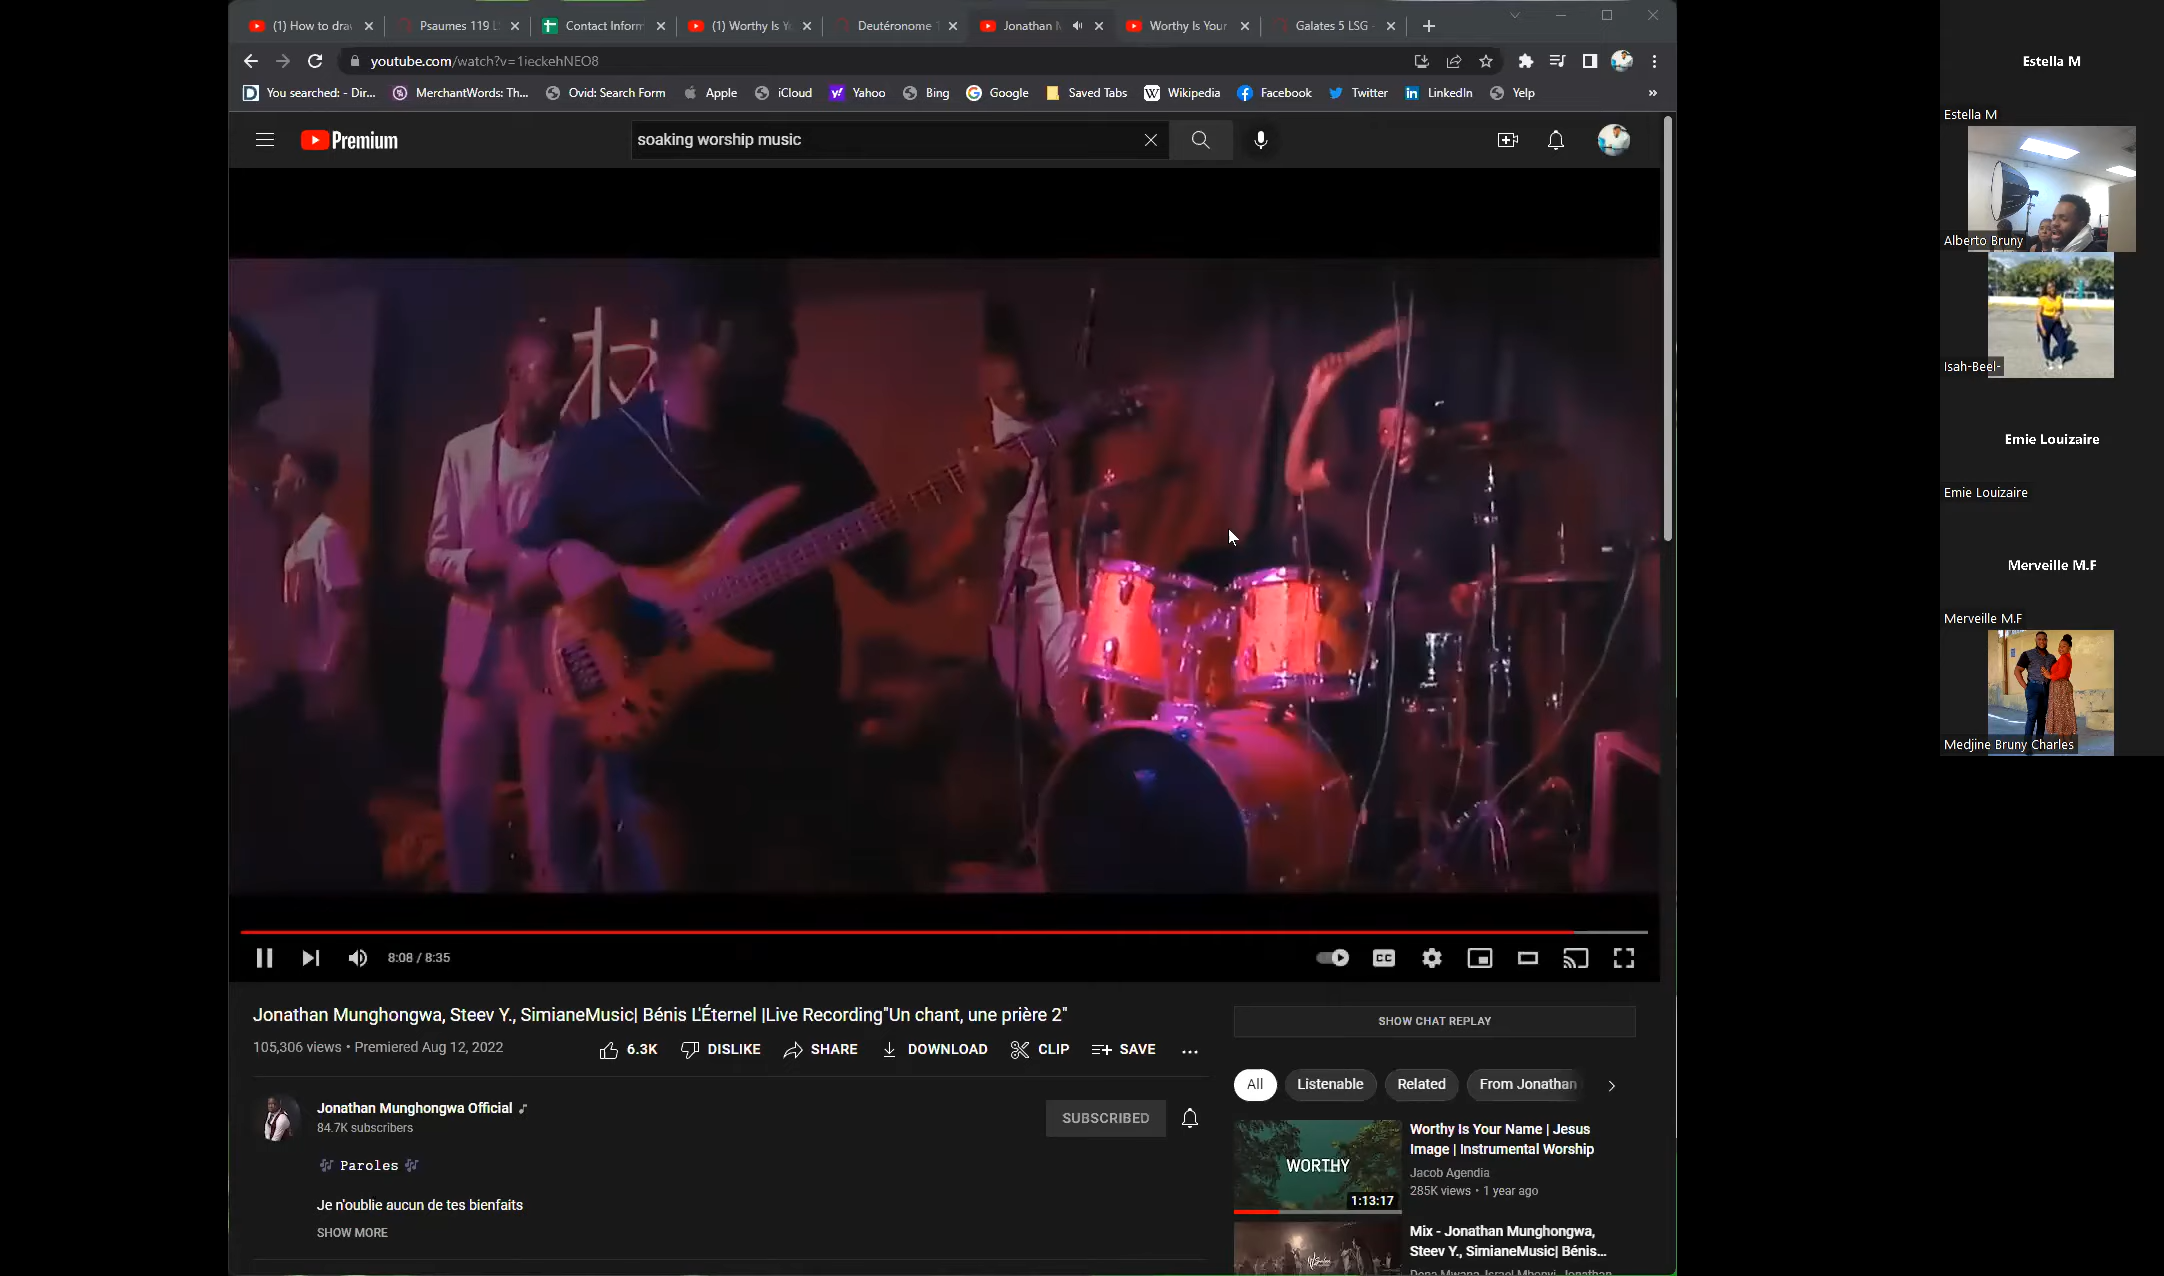 (1) How to dra
Psaumes 119 L
Contact Inform
(1) Worthy Is Y
Deutéronome
Jonathan
Worthy Is Your
Galates 5 LSG -
youtube.com/watch?v=1ieckehNEO8
You searched: - Dir...
MerchantWords: Th...
Ovid: Search Form
Apple
iCloud
Yahoo
Bing
Google
Saved Tabs
Wikipedia
Facebook
Twitter
LinkedIn
Yelp
»
Premium
soaking worship music
8:08 / 8:35
CC
Jonathan Munghongwa, Steev Y., SimianeMusic| Bénis L'Éternel |Live Recording"Un chant, une prière 2"
105,306 views • Premiered Aug 12, 2022
6.3K
DISLIKE
SHARE
DOWNLOAD
CLIP
SAVE
...
Jonathan Munghongwa Official
84.7K subscribers
SUBSCRIBED
Paroles
Je n'oublie aucun de tes bienfaits
SHOW MORE
SHOW CHAT REPLAY
All
Listenable
Related
From Jonathan
WORTHY
1:13:17
Worthy Is Your Name | Jesus
Image | Instrumental Worship
Jacob Agendia
285K views • 1 year ago
Mix - Jonathan Munghongwa,
Steev Y., SimianeMusic| Bénis...
Estella M
Estella M
Alberto Bruny
Isah-Beel-
Emie Louizaire
Emie Louizaire
Merveille M.F
Merveille M.F
Medjine Bruny Charles